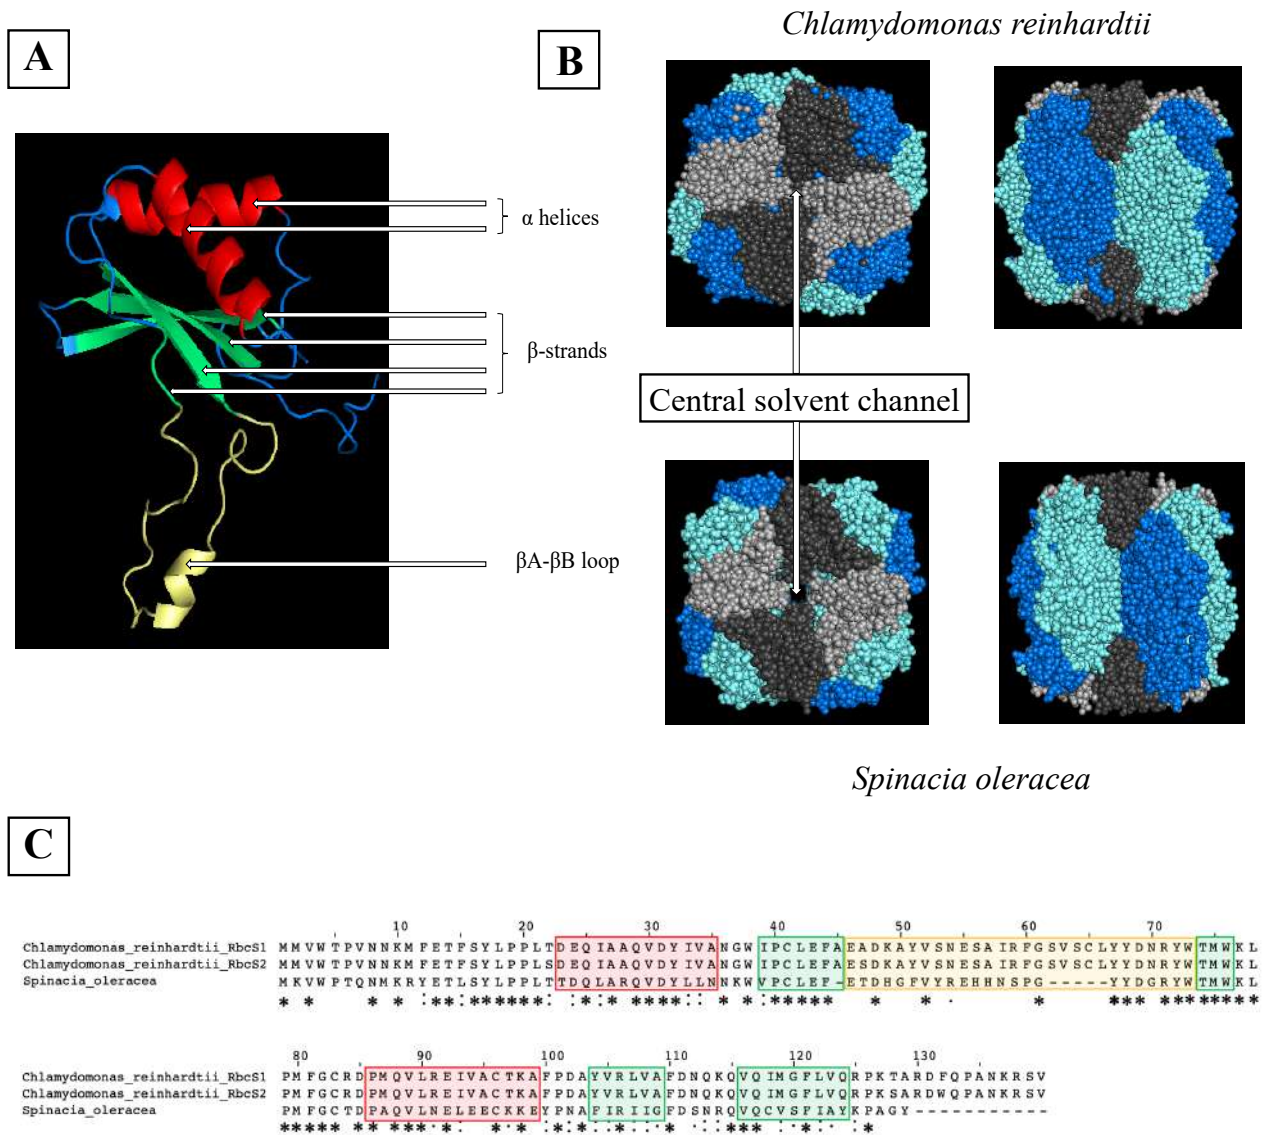 A
B
Chlamydomonas reinhardtii
α helices
β-strands
βA-βB loop
Central solvent channel
Spinacia oleracea
C
10 20 30 40 50 60 70
Chlamydomonas_reinhardtii_RbcS1 MMVWTPVNNKMFETFSYLPPLTDEQIAAQVDYIVANGWIPCLEFAEADKAYVSNESAIRFGSVSCLYYDNRYWTMWKL
Chlamydomonas_reinhardtii_RbcS2 MMVWTPVNNKMFETFSYLPPLSDEQIAAQVDYIVANGWIPCLEFAESDKAYVSNESAIRFGSVSCLYYDNRYWTMWKL
Spinacia_oleracea MKVWPTQNMKRYETLSYLPPLTTDQLARQVDYLLNNKWVPCLEF-ETDHGFVYREHHNSPG-----YYDGRYWTMWKL
80 90 100 110 120 130
Chlamydomonas_reinhardtii_RbcS1 PMFGCRDPMQVLREIVACTKAFPDAYVRLVAFDNQKQVQIMGFLVQRPKTARDFQPANKRSV
Chlamydomonas_reinhardtii_RbcS2 PMFGCRDPMQVLREIVACTKAFPDAYVRLVAFDNQKQVQIMGFLVQRPKSARDWQPANKRSV
Spinacia_oleracea PMFGCTDPAQVLNELEECKKEYPNAFIRIIGFDSNRQVQCVSFIAYKPAGY-----------